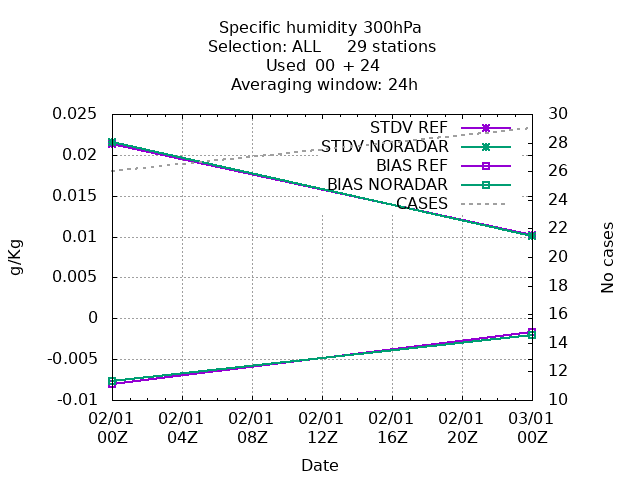 Specific humidity 300hPa
Selection: ALL     29 stations
Used  00  + 24
Averaging window: 24h
0.025
0.02
0.015
0.01
0.005
0
-0.005
-0.01
30
28
26
24
22
20
18
16
14
12
10
STDV REF
STDV NORADAR
BIAS REF
BIAS NORADAR
CASES
g/Kg
No cases
02/01 02/01 02/01 02/01 02/01 02/01 03/01
00Z 04Z 08Z 12Z 16Z 20Z 00Z
Date